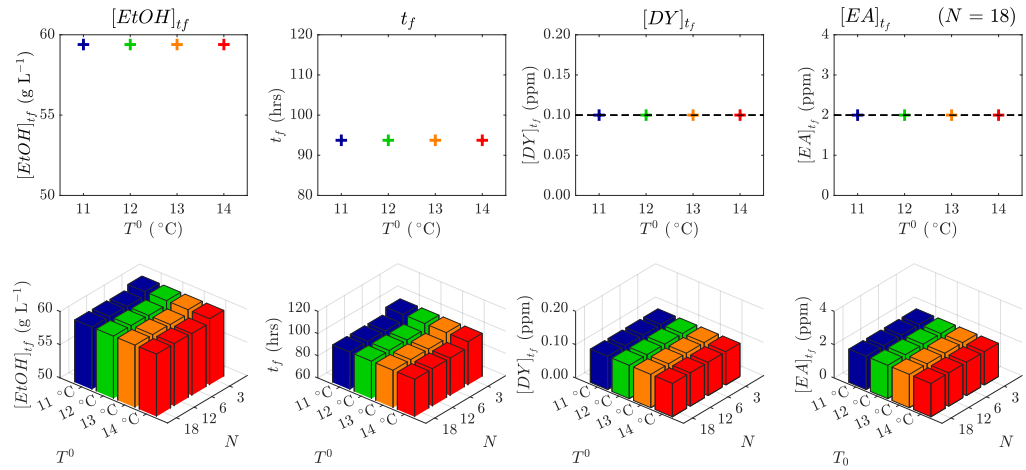 [EtOH]tf
tf
[DY]tf
[EA]tf (N = 18)
[EtOH]tf (g L−1)
60
55
50
11 12 13 14
T0 (°C)
tf (hrs)
120
100
80
11 12 13 14
T0 (°C)
[DY]tf (ppm)
0.20
0.15
0.10
0.05
0.00
11 12 13 14
T0 (°C)
[EA]tf (ppm)
4
3
2
1
0
11 12 13 14
T0 (°C)
[EtOH]tf (g L−1)
60
55
50
11 °C
12 °C
13 °C
14 °C
18
12
6
3
N
T0
tf (hrs)
120
100
80
60
11 °C
12 °C
13 °C
14 °C
18
12
6
3
N
T0
[DY]tf (ppm)
0.20
0.10
0.00
11 °C
12 °C
13 °C
14 °C
18
12
6
3
N
T0
[EA]tf (ppm)
4
2
0
11 °C
12 °C
13 °C
14 °C
18
12
6
3
N
T0